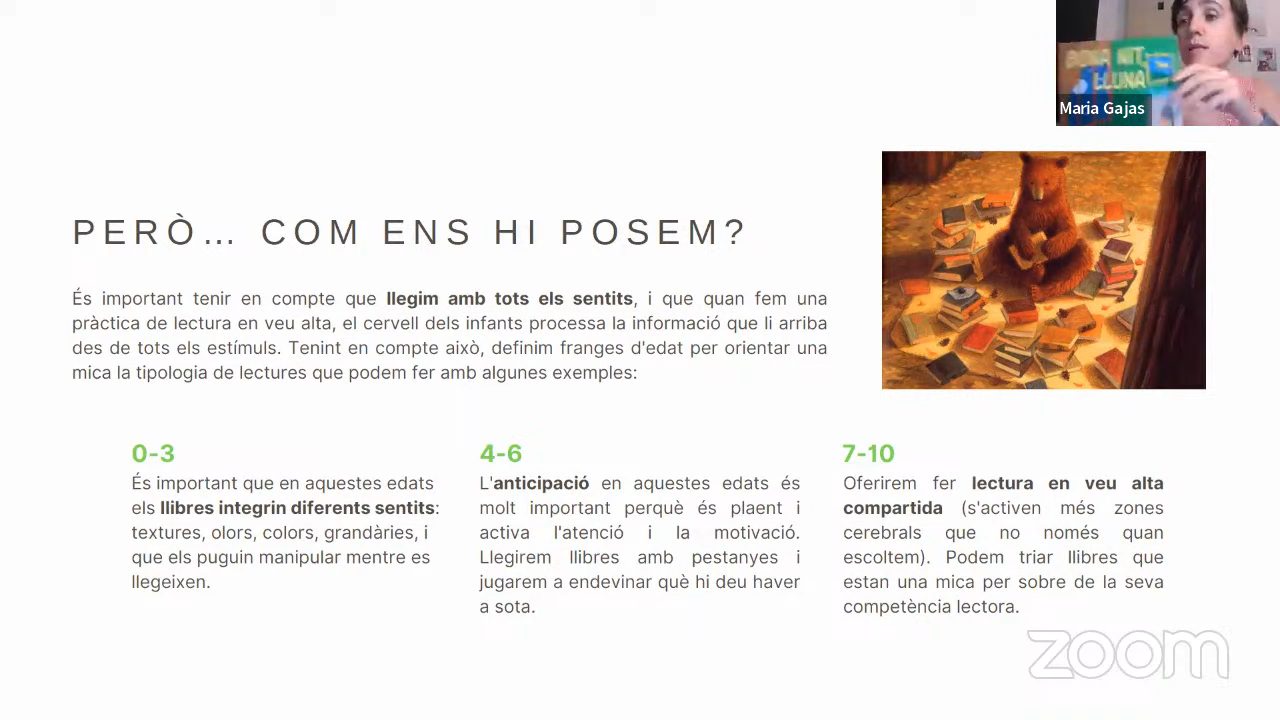 BONA NIT,
LLUNA
Maria Gajas
PERÒ... COM ENS HI POSEM?
És important tenir en compte que llegim amb tots els sentits, i que quan fem una
pràctica de lectura en veu alta, el cervell dels infants processa la informació que li arriba
des de tots els estímuls. Tenint en compte això, definim franges d'edat per orientar una
mica la tipologia de lectures que podem fer amb algunes exemples:
0-3
És important que en aquestes edats
els llibres integrin diferents sentits:
textures, olors, colors, grandàries, i
que els puguin manipular mentre es
llegeixen.
4-6
L'anticipació en aquestes edats és
molt important perquè és plaent i
activa l'atenció i la motivació.
Llegirem llibres amb pestanyes i
jugarem a endevinar què hi deu haver
a sota.
7-10
Oferirem fer lectura en veu alta
compartida (s'activen més zones
cerebrals que no només quan
escoltem). Podem triar llibres que
estan una mica per sobre de la seva
competència lectora.
zoom